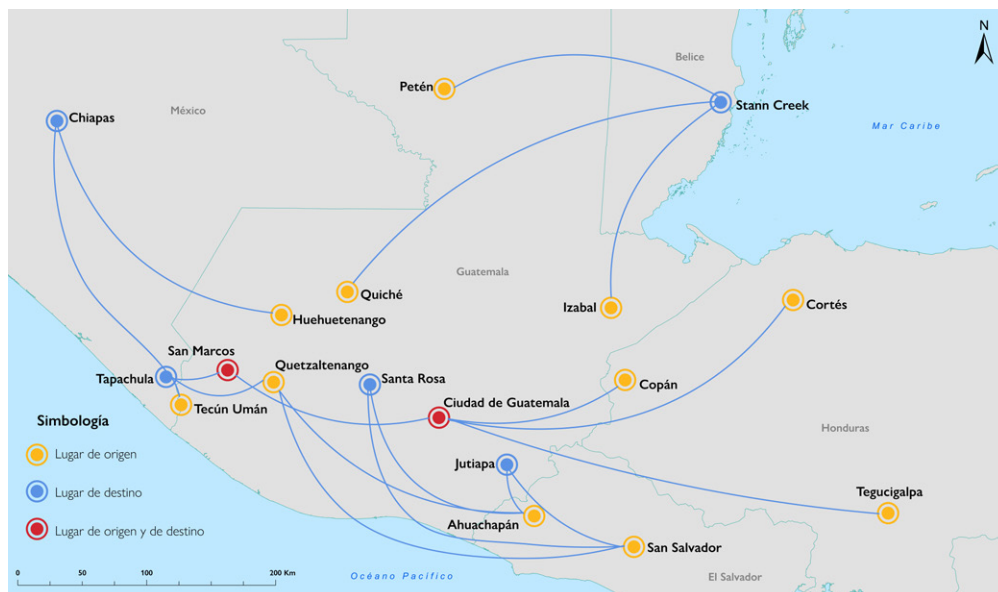 N
Belice
Petén
Stann Creek
México
Chiapas
Mar Caribe
Guatemala
Quiché
Huehuetenango
Izabal
Cortés
San Marcos
Quetzaltenango
Tapachula
Santa Rosa
Copán
Tecún Umán
Ciudad de Guatemala
Simbología
Honduras
Lugar de origen
Jutiapa
Lugar de destino
Tegucigalpa
Ahuachapán
Lugar de origen y de destino
San Salvador
0 50 100 200 Km
Océano Pacífico
El Salvador